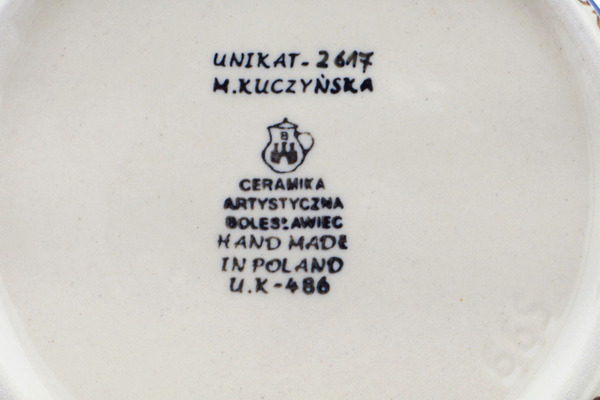 UNIKAT-2617
M.KUCZYŃSKA
B
CERAMIKA
ARTYSTYCZNA
BOLESŁAWIEC
HAND MADE
IN POLAND
U.K-486